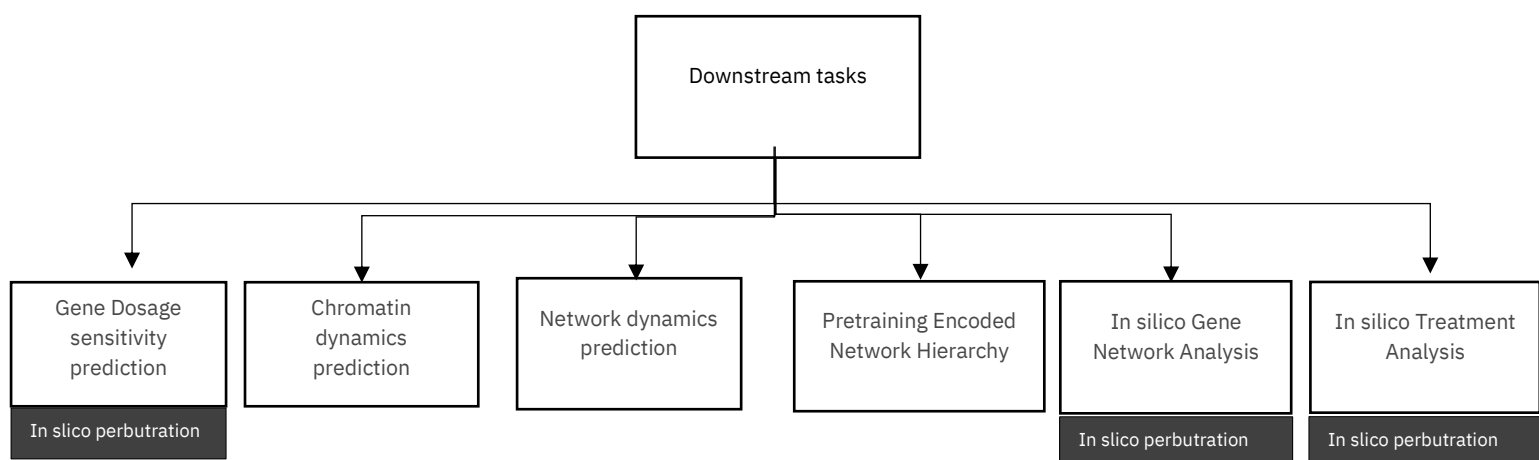 Downstream tasks
Gene Dosage
sensitivity
prediction
In slico perbutration
Chromatin
dynamics
prediction
Network dynamics
prediction
Pretraining Encoded
Network Hierarchy
In silico Gene
Network Analysis
In slico perbutration
In silico Treatment
Analysis
In slico perbutration